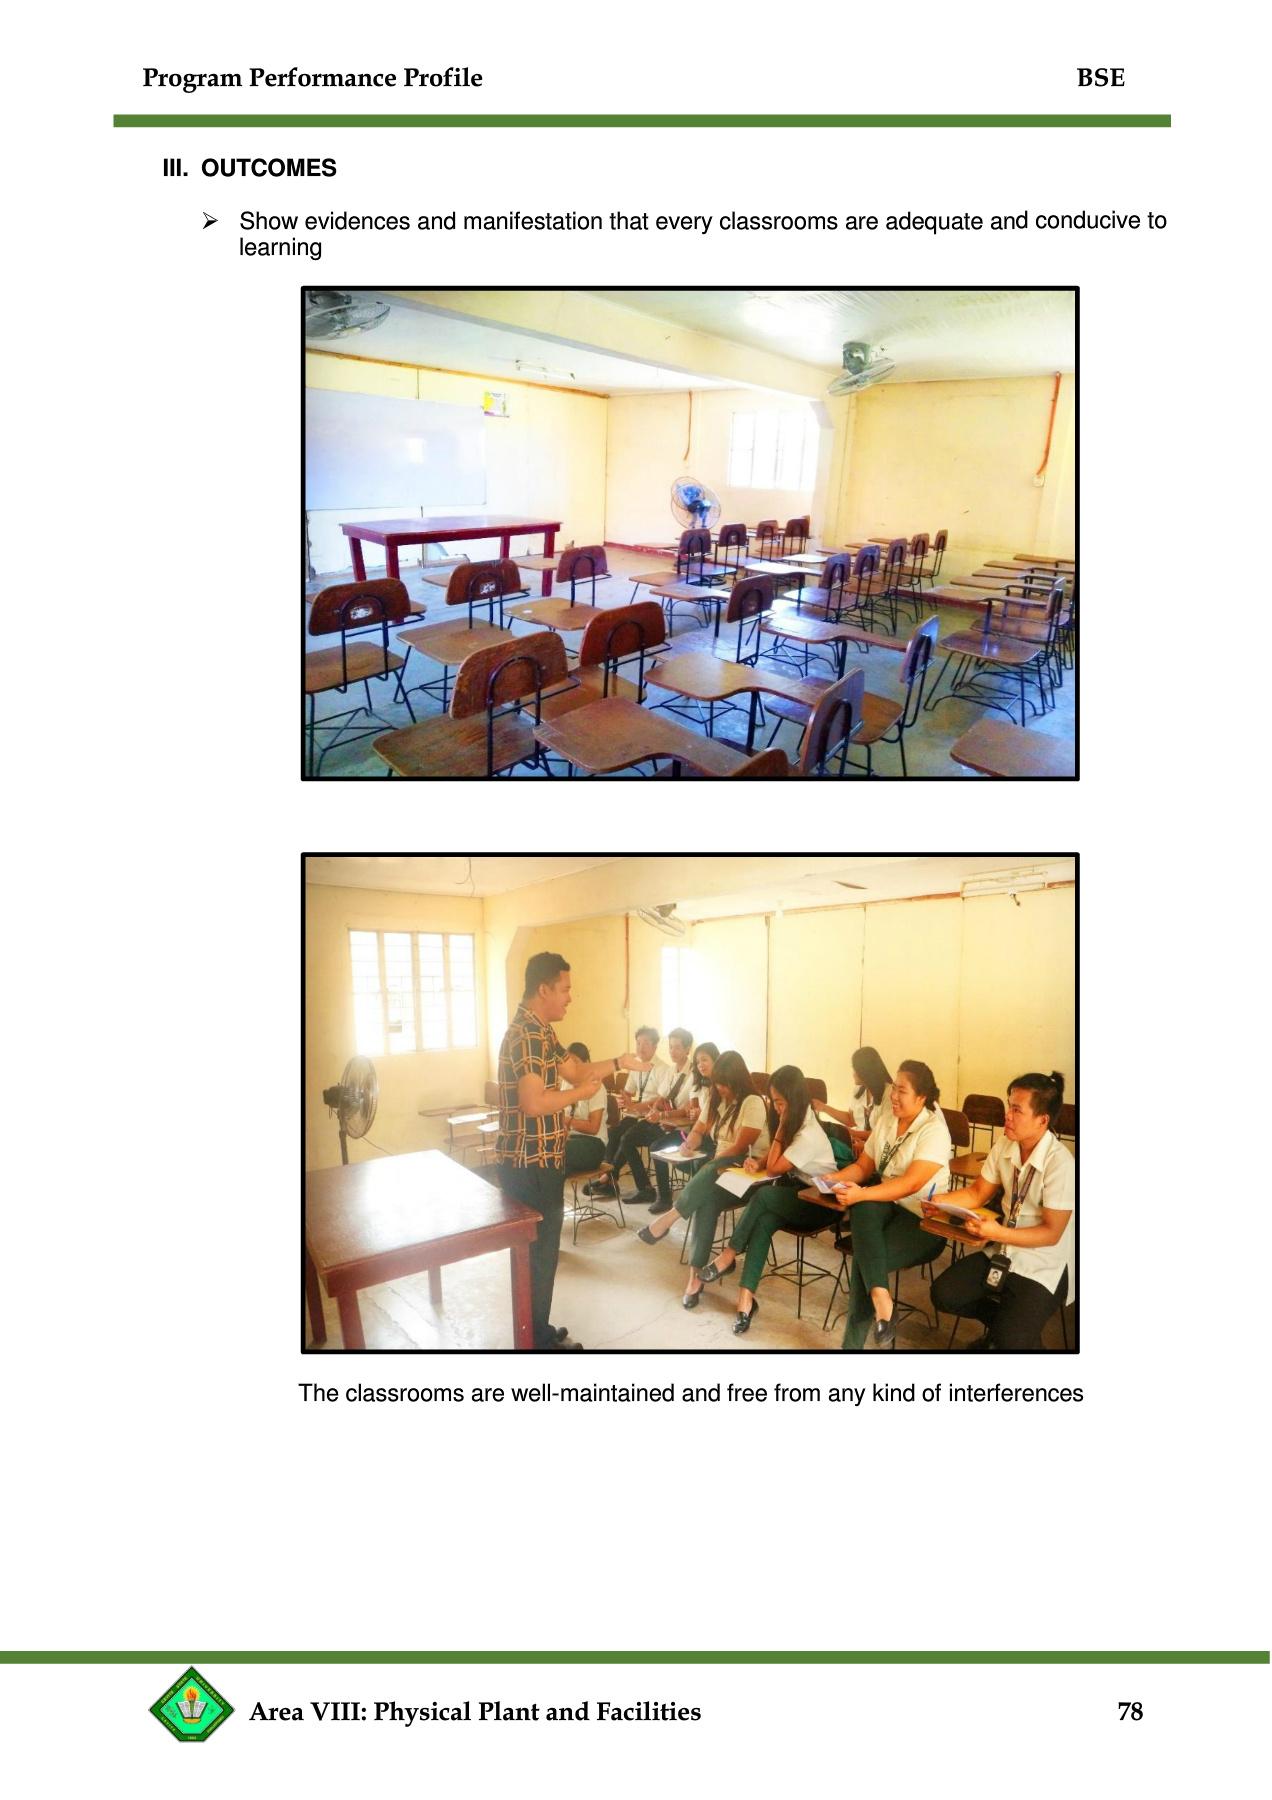 Program Performance Profile BSE
III. OUTCOMES
➢ Show evidences and manifestation that every classrooms are adequate and conducive to
learning
The classrooms are well-maintained and free from any kind of interferences
Area VIII: Physical Plant and Facilities 78